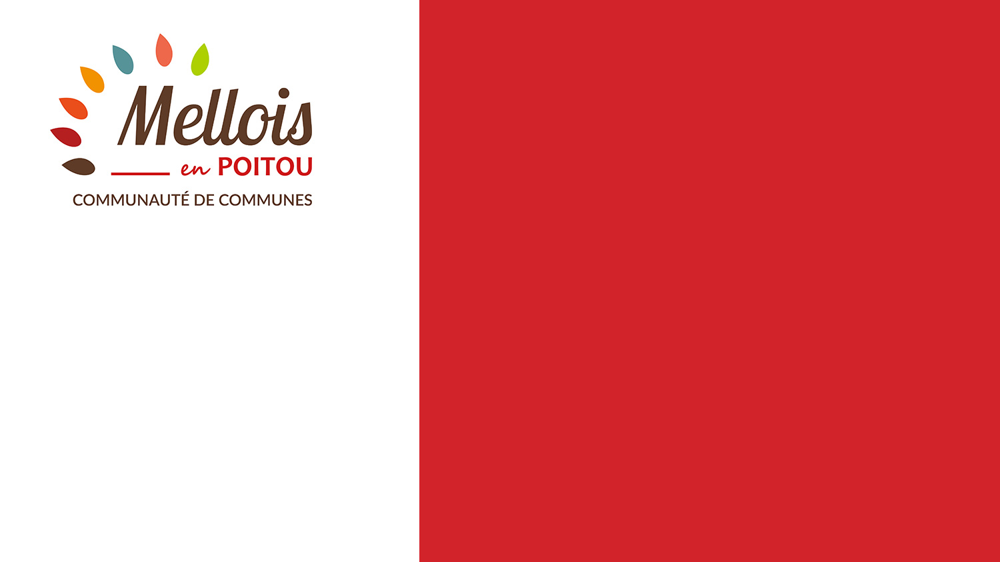 Mellois
en POITOU
COMMUNAUTÉ DE COMMUNES